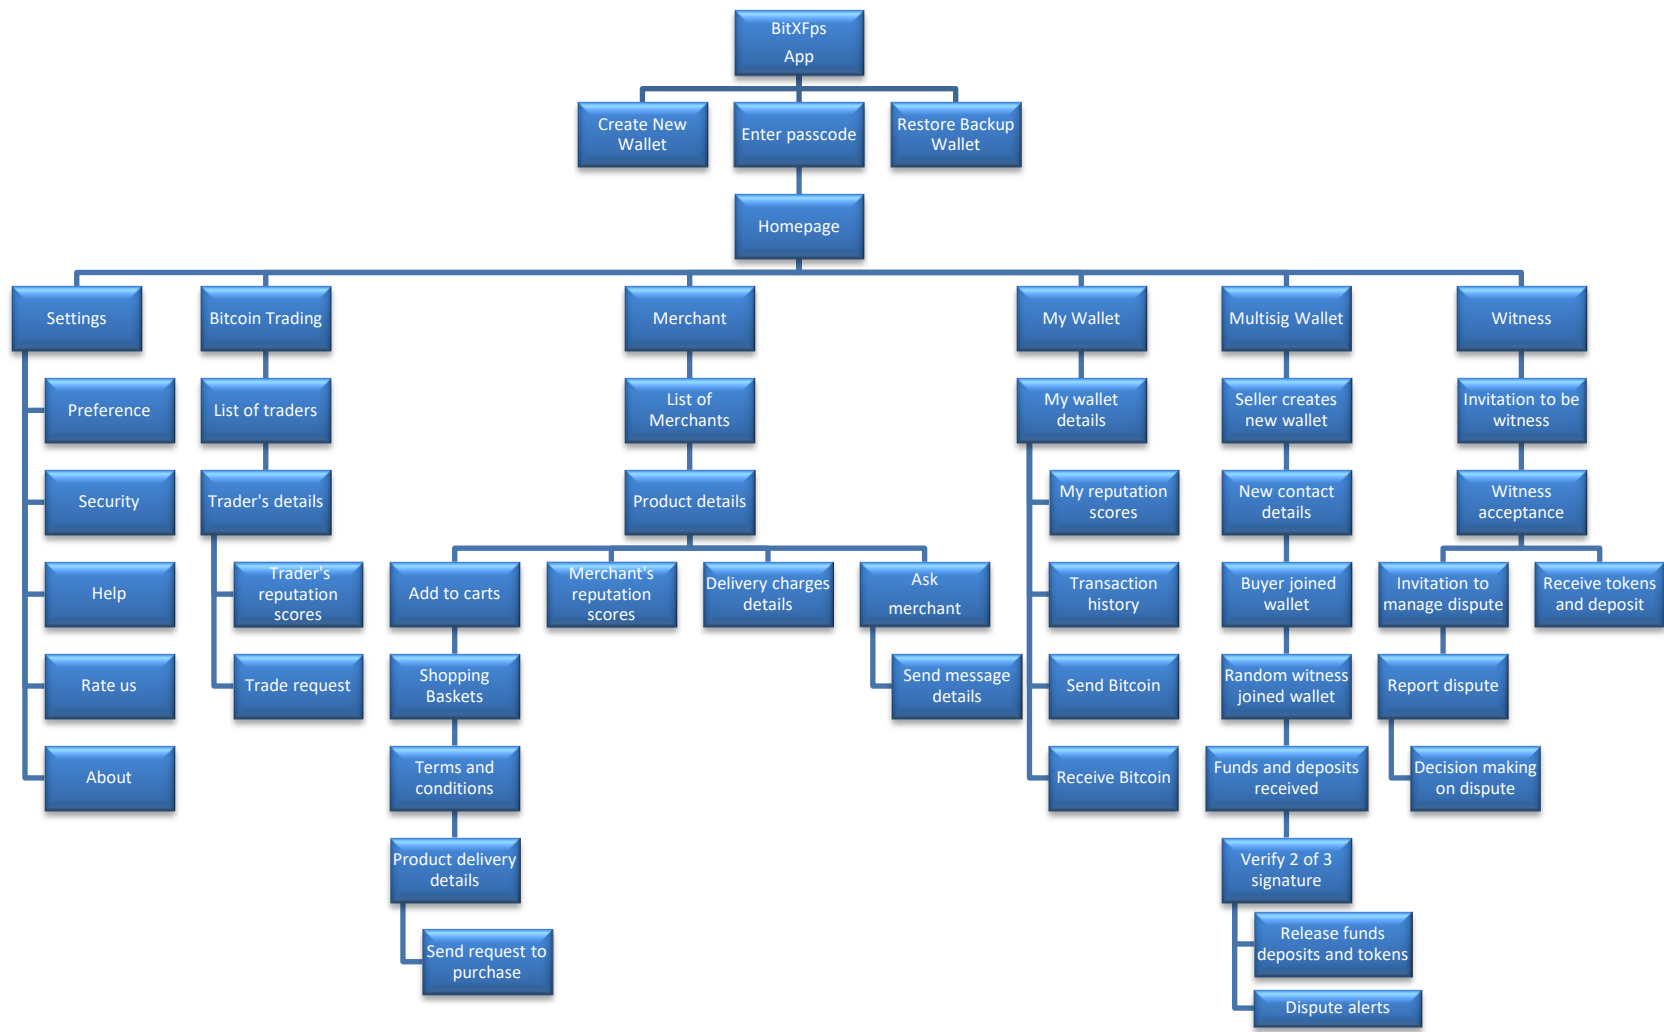 BitXFps
App
Create New
Wallet
Enter passcode
Restore Backup
Wallet
Homepage
Settings
Bitcoin Trading
Merchant
My Wallet
Multisig Wallet
Witness
Preference
List of traders
List of
Merchants
My wallet
details
Seller creates
new wallet
Invitation to be
witness
Security
Trader's details
Product details
My reputation
scores
New contact
details
Witness
acceptance
Help
Trader's
reputation
scores
Add to carts
Merchant's
reputation
scores
Delivery charges
details
Ask
merchant
Transaction
history
Buyer joined
wallet
Invitation to
manage dispute
Receive tokens
and deposit
Rate us
Trade request
Shopping
Baskets
Send message
details
Send Bitcoin
Random witness
joined wallet
Report dispute
About
Terms and
conditions
Receive Bitcoin
Funds and deposits
received
Decision making
on dispute
Product delivery
details
Verify 2 of 3
signature
Send request to
purchase
Release funds
deposits and tokens
Dispute alerts